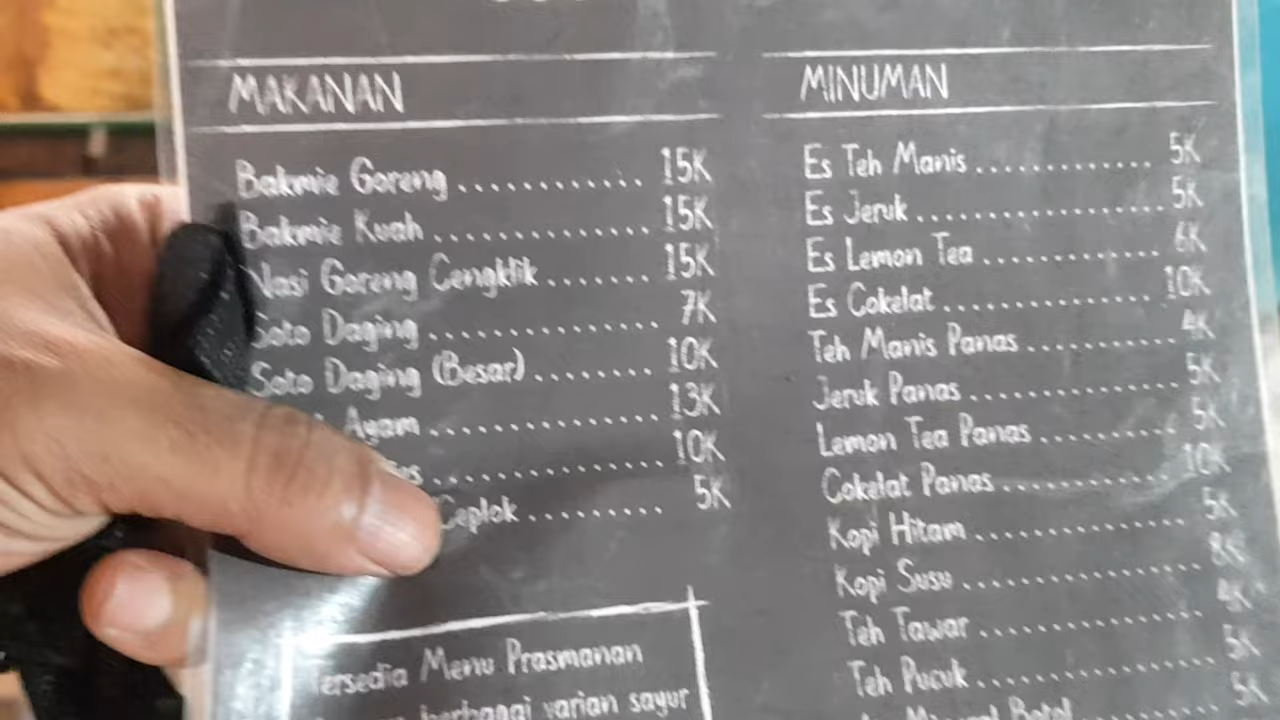 MAKANAN
Bakmie Goreng ............ 15K
Bakmie Kuah .............. 15K
Nasi Goreng Cengklik ....... 15K
Soto Daging ............... 7K
Soto Daging (Besar) ........ 10K
Ayam ............... 13K
10K
Ceplok ......... 5K
Tersedia Menu Prasmanan
berbagai varian sayur
MINUMAN
Es Teh Manis ............ 5K
Es Jeruk ................. 5K
Es Lemon Tea ............ 6K
Es Cokelat ............... 10K
Teh Manis Panas .......... 4K
Jeruk Panas .............. 5K
Lemon Tea Panas ......... 5K
Cokelat Panas ............ 10K
Kopi Hitam .............. 5K
Kopi Susu ............... 8K
Teh Tawar .............. 4K
Teh Pucuk ............... 5K
Mineral Botol 5K